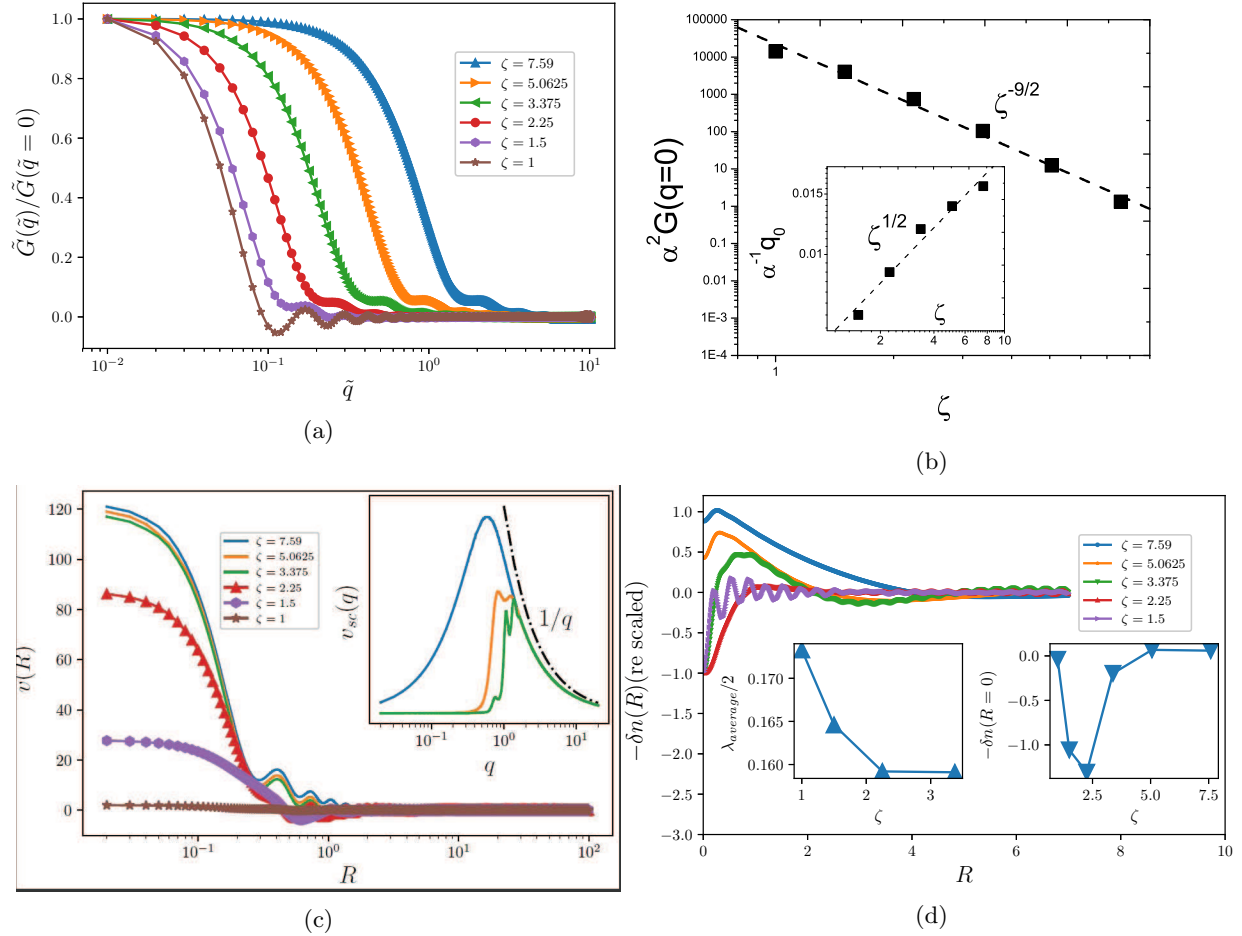 1.0
0.8
0.6
0.4
0.2
0.0
10⁻²
10⁻¹
10⁰
10¹
G̃(q̃)/G̃(q̃ = 0)
q̃
ζ = 7.59
ζ = 5.0625
ζ = 3.375
ζ = 2.25
ζ = 1.5
ζ = 1
(a)
100000
10000
1000
100
10
1
0.1
0.01
1E-3
1E-4
1
α²G(q=0)
ζ
ζ⁻⁹/²
0.015
0.01
α⁻¹q₀
ζ¹/²
ζ
2
4
6
8
10
(b)
120
100
80
60
40
20
0
10⁻¹
10⁰
10¹
10²
v(R)
R
ζ = 7.59
ζ = 5.0625
ζ = 3.375
ζ = 2.25
ζ = 1.5
ζ = 1
v_sc(q)
1/q
10⁻¹
10⁰
10¹
q
(c)
1.0
0.5
0.0
−0.5
−1.0
−1.5
−2.0
−2.5
−3.0
0
2
4
6
8
10
−δn(R)(re scaled)
R
ζ = 7.59
ζ = 5.0625
ζ = 3.375
ζ = 2.25
ζ = 1.5
0.170
0.165
0.160
λ_average/2
1
2
3
ζ
0.0
−1.0
−δn(R = 0)
2.5
5.0
7.5
ζ
(d)